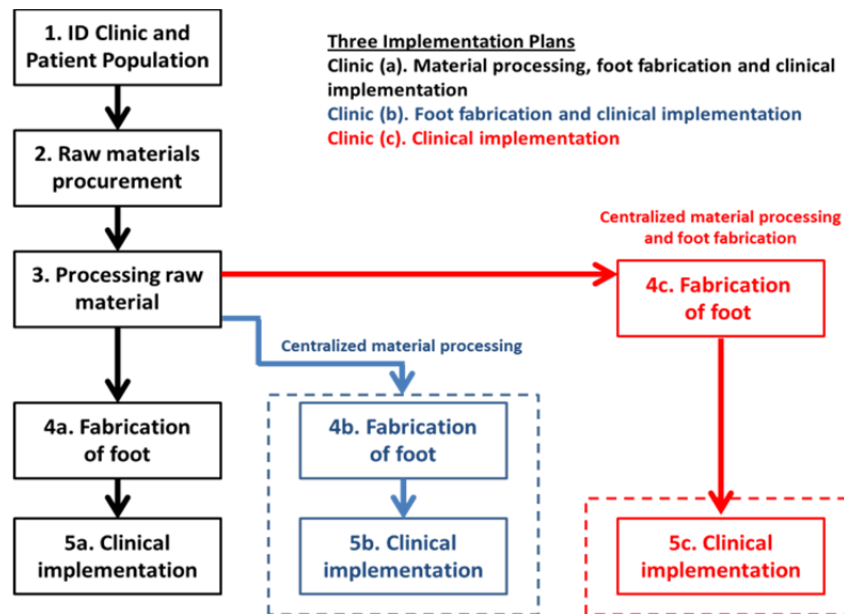 1. ID Clinic and
Patient Population
Three Implementation Plans
Clinic (a). Material processing, foot fabrication and clinical
implementation
Clinic (b). Foot fabrication and clinical implementation
Clinic (c). Clinical implementation
2. Raw materials
procurement
Centralized material processing
and foot fabrication
3. Processing raw
material
4c. Fabrication
of foot
Centralized material processing
4a. Fabrication
of foot
4b. Fabrication
of foot
5a. Clinical
implementation
5b. Clinical
implementation
5c. Clinical
implementation